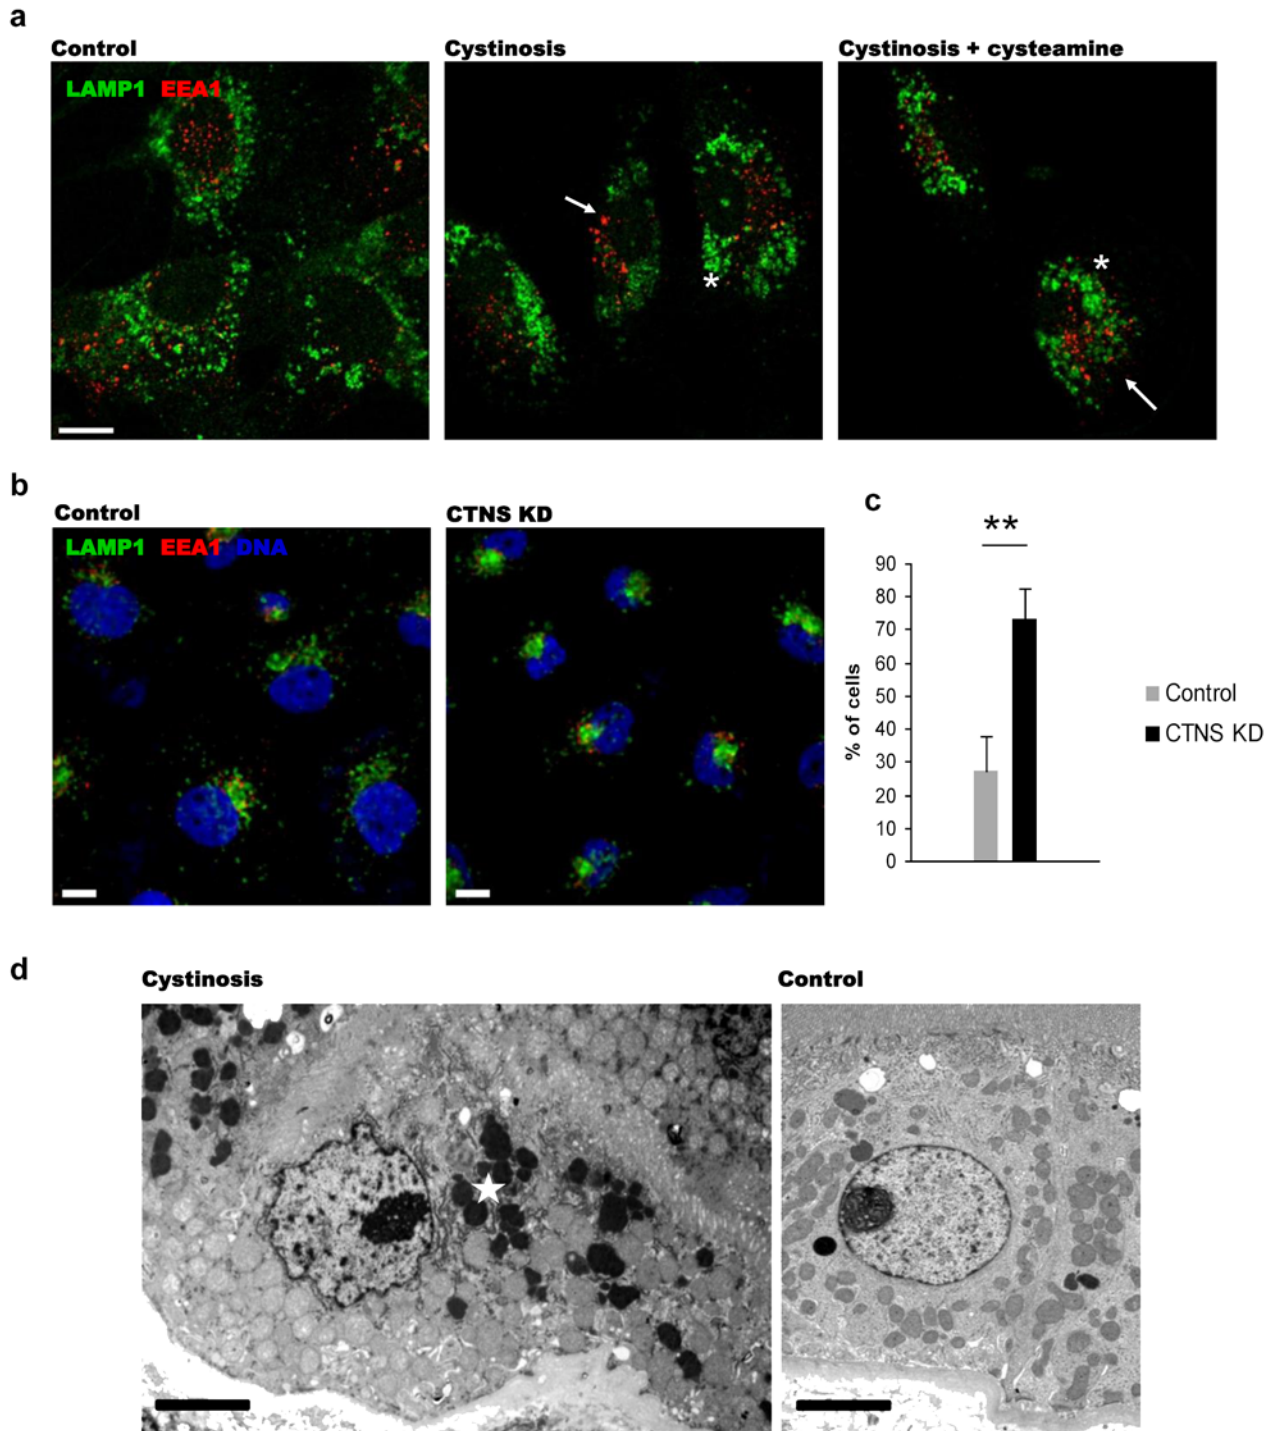 a
Control
Cystinosis
Cystinosis + cysteamine
LAMP1 EEA1
*
*
b
Control
CTNS KD
LAMP1 EEA1 DNA
c
**
90
80
70
60
50
40
30
20
10
0
% of cells
Control
CTNS KD
d
Cystinosis
Control